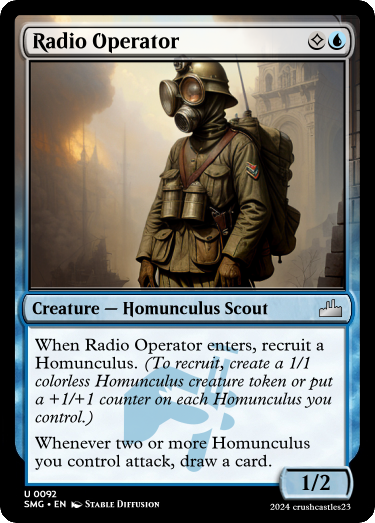 Radio Operator
Creature — Homunculus Scout
When Radio Operator enters, recruit a
Homunculus. (To recruit, create a 1/1
colorless Homunculus creature token or put
a +1/+1 counter on each Homunculus you
control.)
Whenever two or more Homunculus
you control attack, draw a card.
1/2
U 0092
SMG • EN Stable Diffusion
2024 crushcastles23